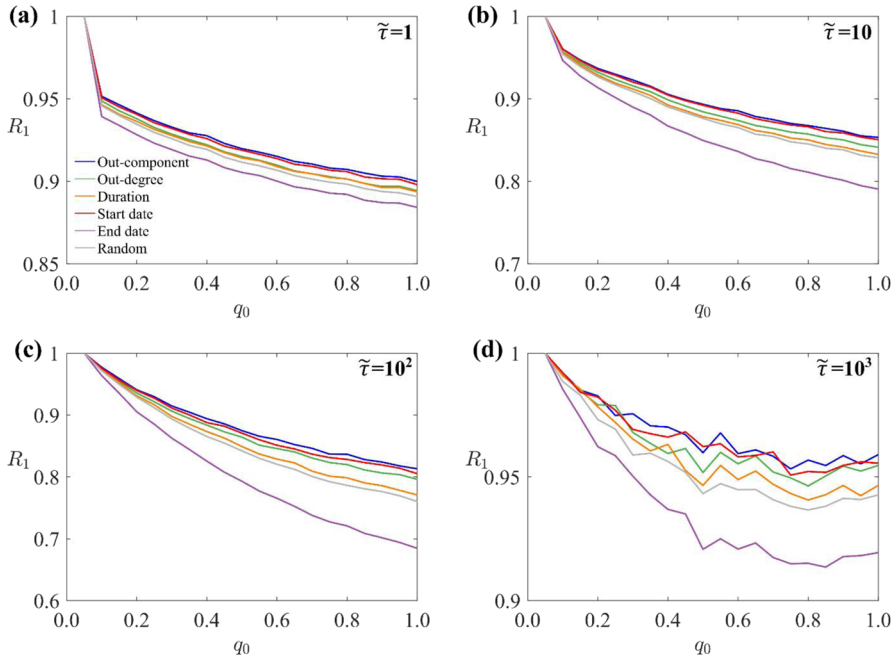 (a)
τ̃=1
1
0.95
0.9
0.85
R₁
Out-component
Out-degree
Duration
Start date
End date
Random
0.0 0.2 0.4 0.6 0.8 1.0
q₀
(b)
τ̃=10
1
0.9
0.8
0.7
R₁
0.0 0.2 0.4 0.6 0.8 1.0
q₀
(c)
τ̃=10²
1
0.9
0.8
0.7
0.6
R₁
0.0 0.2 0.4 0.6 0.8 1.0
q₀
(d)
τ̃=10³
1
0.95
0.9
R₁
0.0 0.2 0.4 0.6 0.8 1.0
q₀